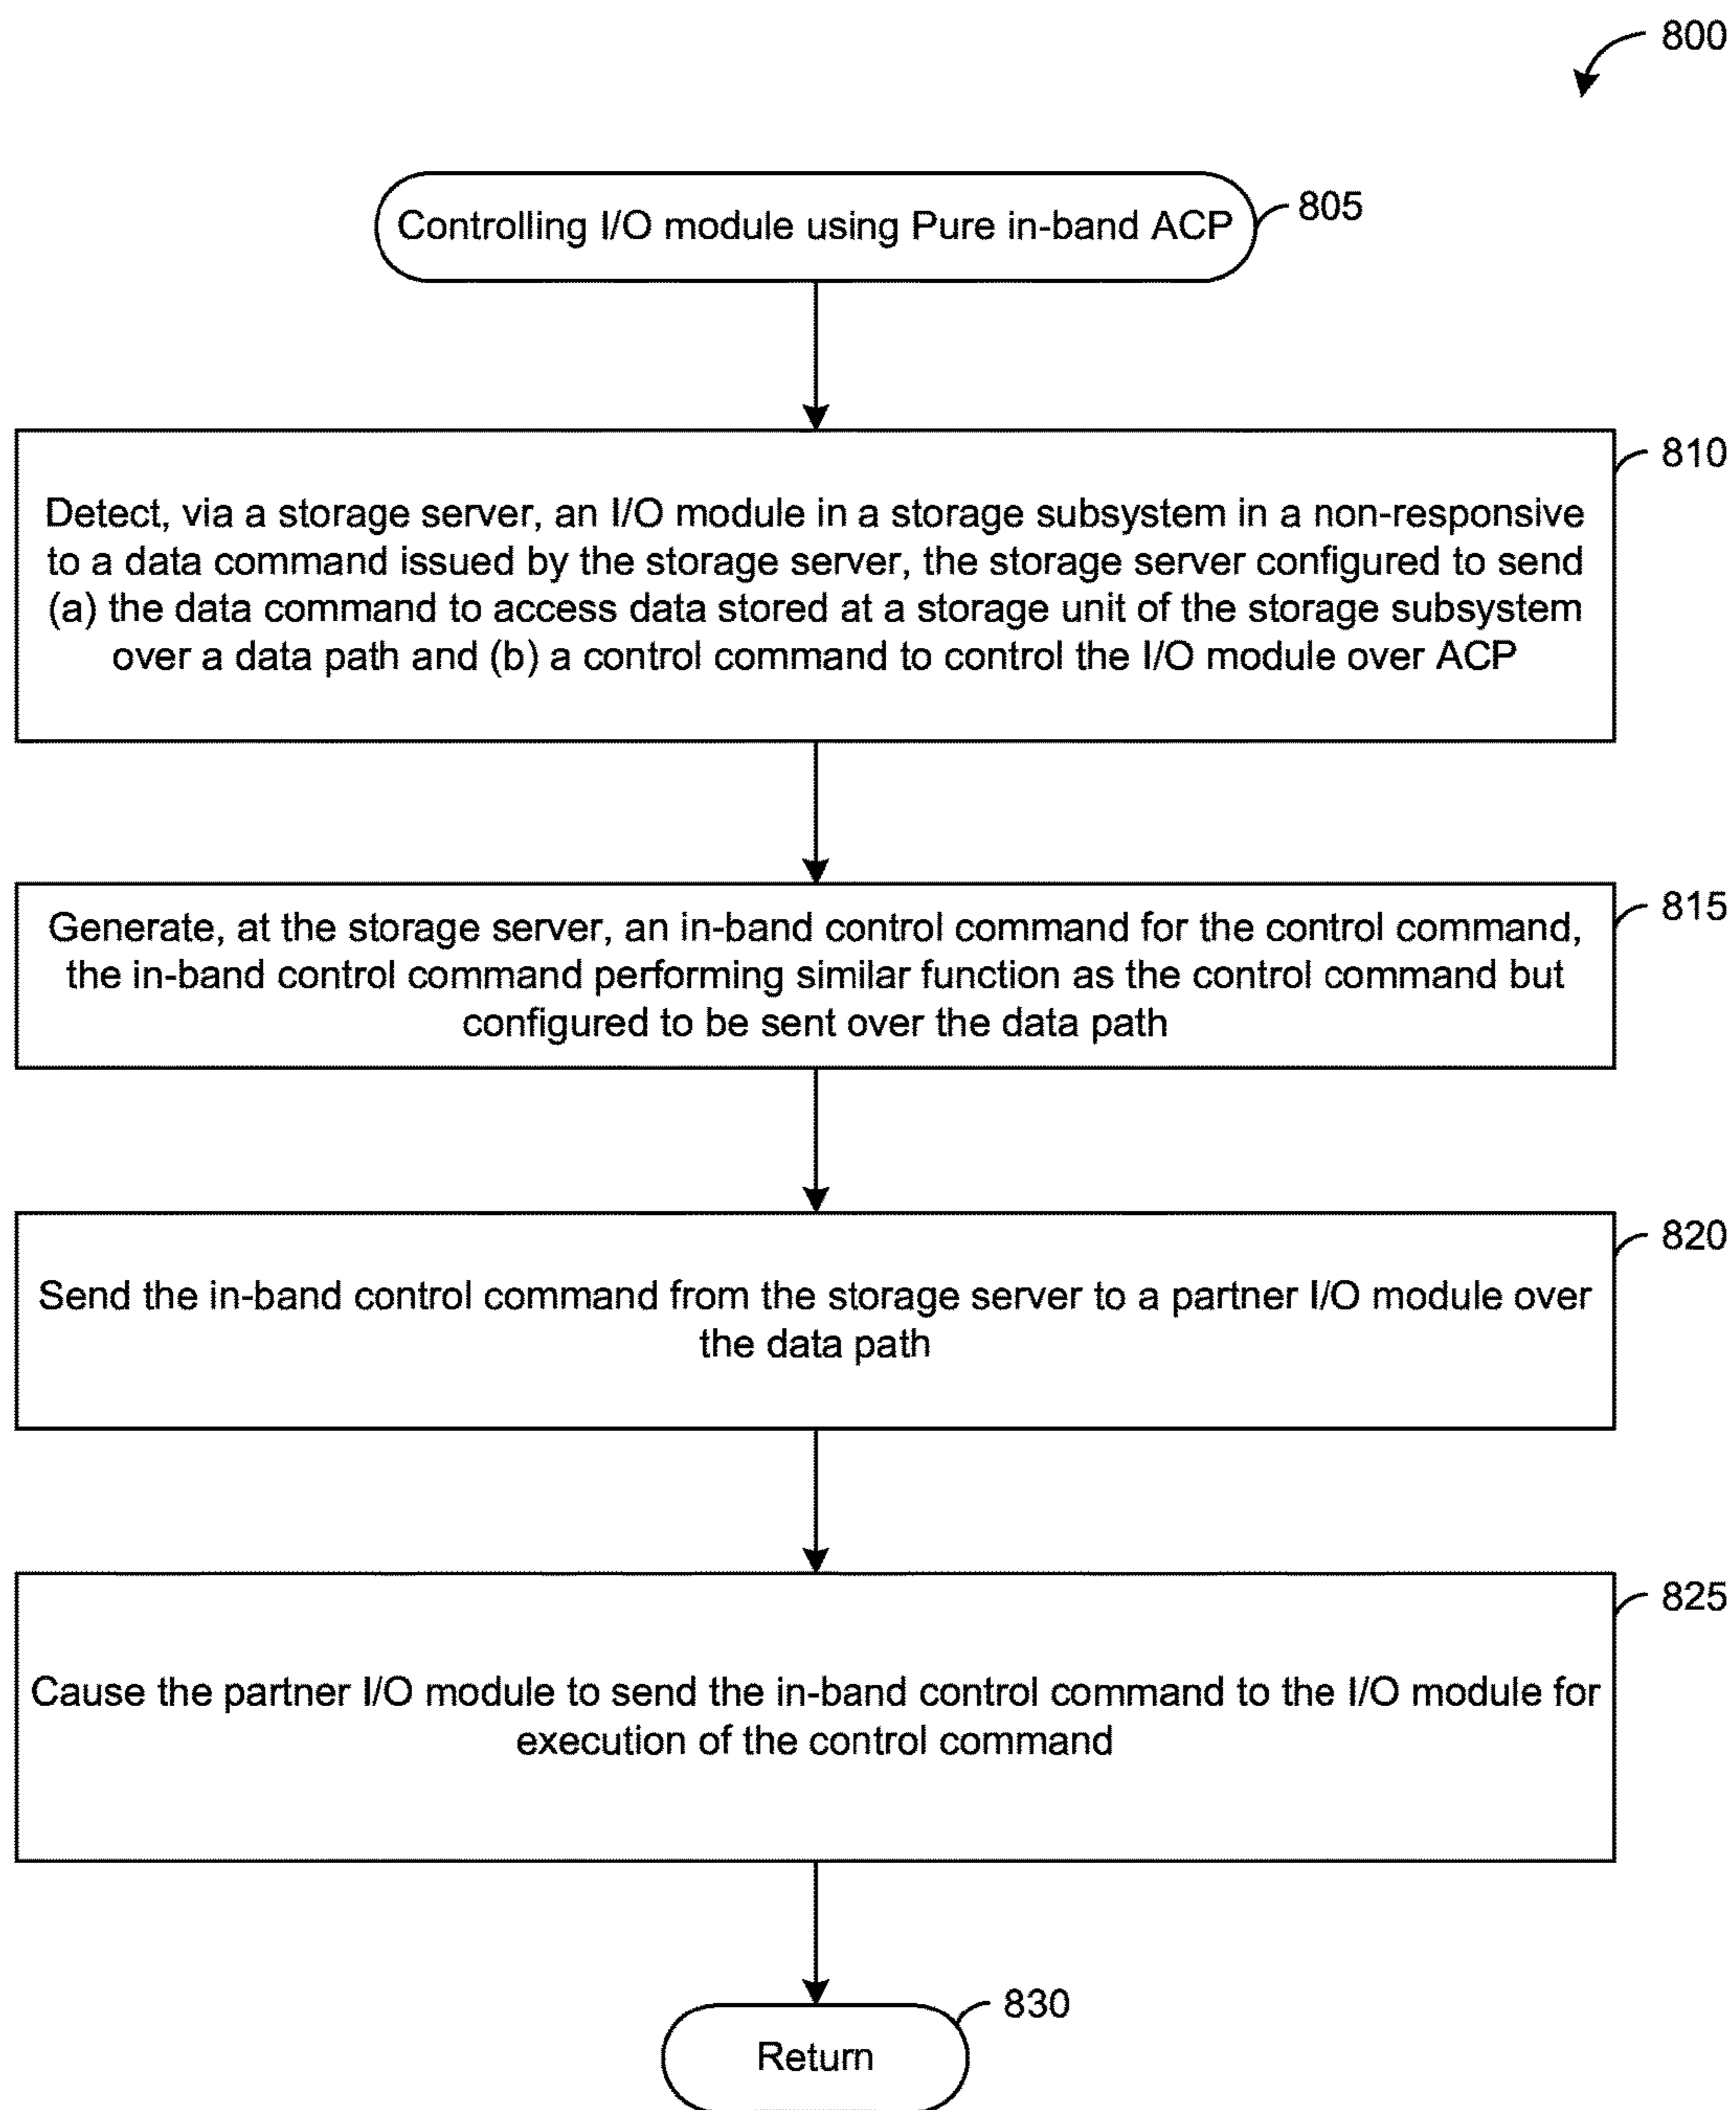 800
Controlling I/O module using Pure in-band ACP
805
810
Detect, via a storage server, an I/O module in a storage subsystem in a non-responsive
to a data command issued by the storage server, the storage server configured to send
(a) the data command to access data stored at a storage unit of the storage subsystem
over a data path and (b) a control command to control the I/O module over ACP
815
Generate, at the storage server, an in-band control command for the control command,
the in-band control command performing similar function as the control command but
configured to be sent over the data path
820
Send the in-band control command from the storage server to a partner I/O module over
the data path
825
Cause the partner I/O module to send the in-band control command to the I/O module for
execution of the control command
830
Return